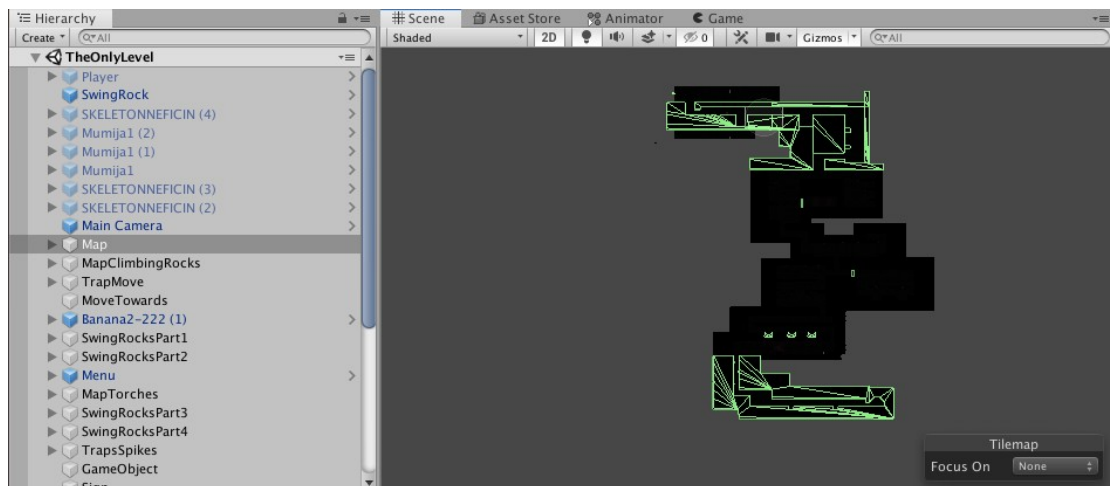 Hierarchy
Create
All
TheOnlyLevel
Player
SwingRock
SKELETONNEFICIN (4)
Mumija1 (2)
Mumija1 (1)
Mumija1
SKELETONNEFICIN (3)
SKELETONNEFICIN (2)
Main Camera
Map
MapClimbingRocks
TrapMove
MoveTowards
Banana2-222 (1)
SwingRocksPart1
SwingRocksPart2
Menu
MapTorches
SwingRocksPart3
SwingRocksPart4
TrapsSpikes
GameObject
Scene Asset Store Animator Game
Shaded 2D 0 Gizmos All
Tilemap
Focus On None